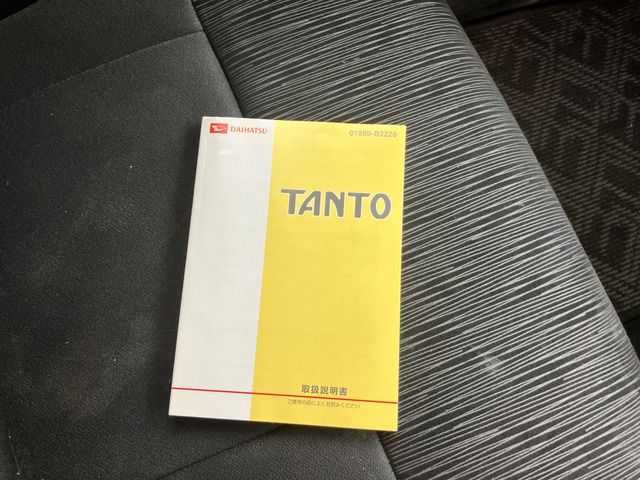 DAIHATSU 01999-B2228
TANTO
取扱説明書
ご使用の前によくお読みください